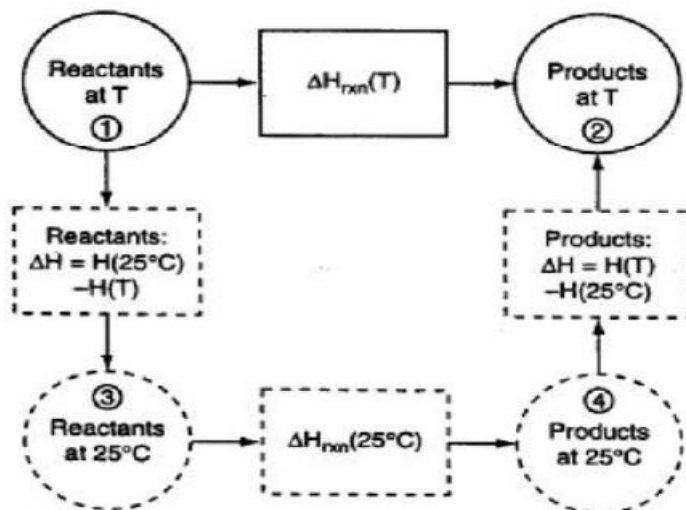 Reactants
at T
①
ΔHrxn(T)
Products
at T
②
Reactants:
ΔH = H(25°C)
–H(T)
Products:
ΔH = H(T)
–H(25°C)
③
Reactants
at 25°C
ΔHrxn(25°C)
④
Products
at 25°C